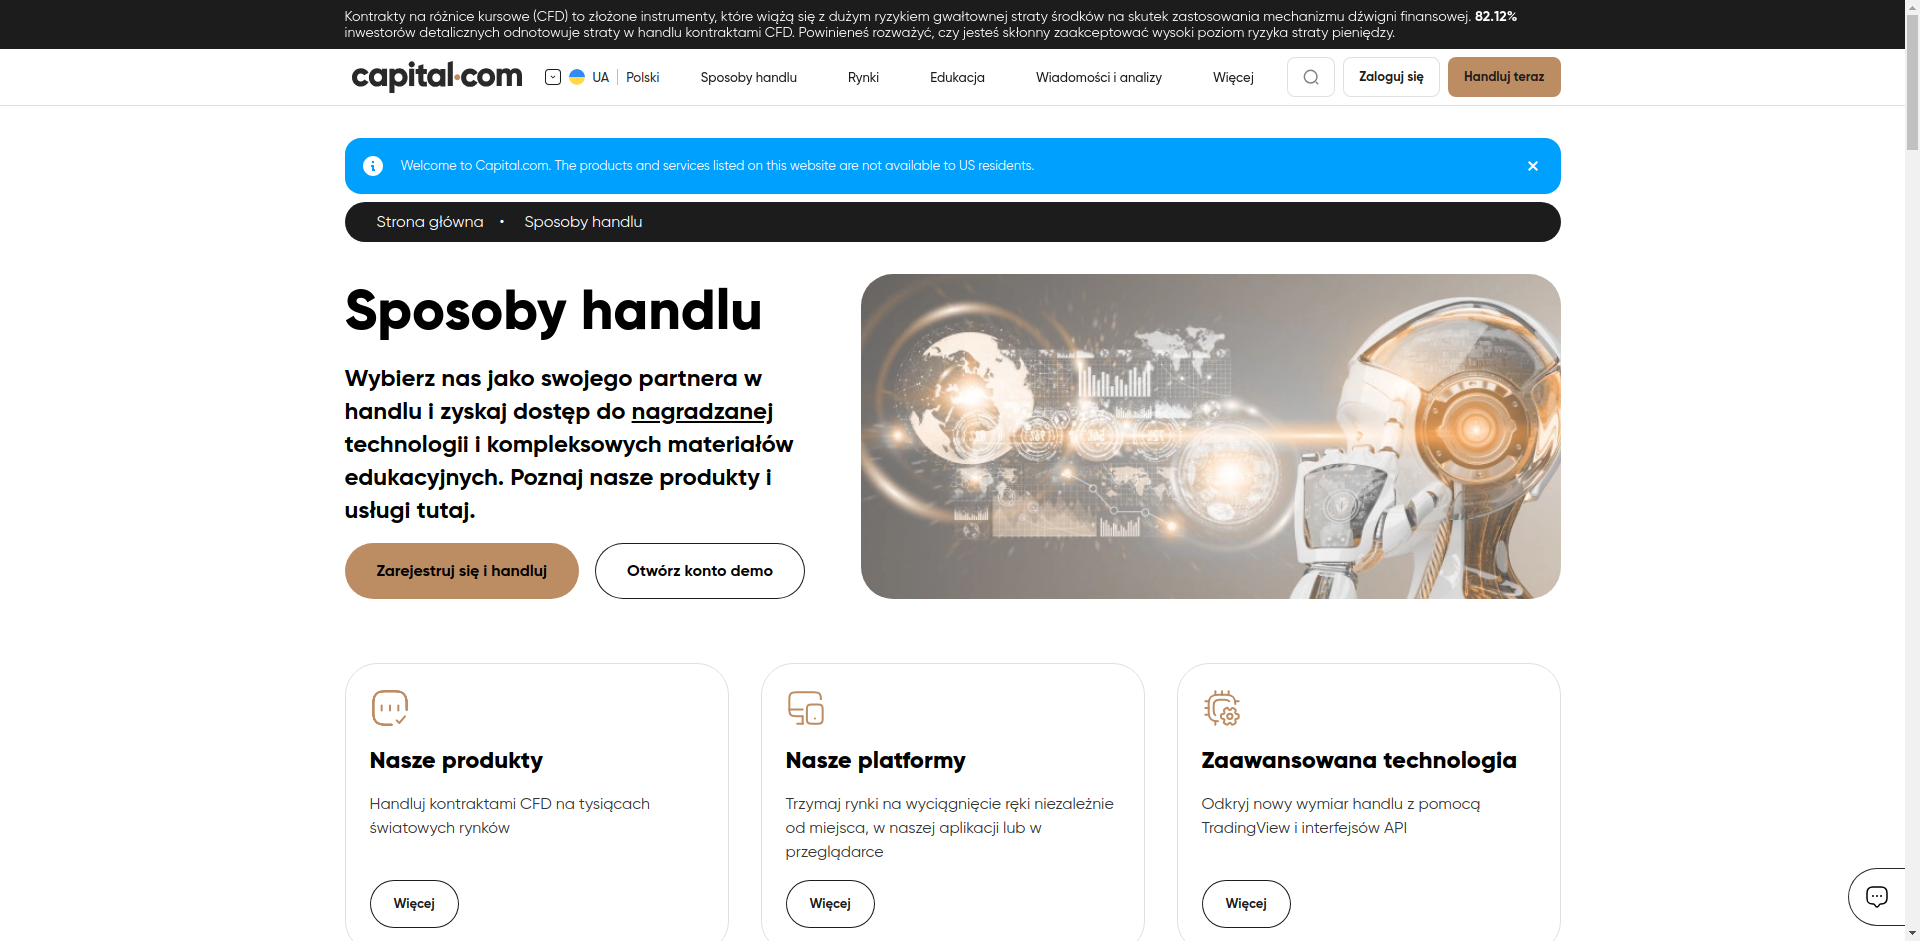 Kontrakty na różnice kursowe (CFD) to złożone instrumenty, które wiążą się z dużym ryzykiem gwałtownej straty środków na skutek zastosowania mechanizmu dźwigni finansowej. 82.12%
inwestorów detalicznych odnotowuje straty w handlu kontraktami CFD. Powinieneś rozważyć, czy jesteś skłonny zaakceptować wysoki poziom ryzyka straty pieniędzy.
capital.com UA Polski Sposoby handlu Rynki Edukacja Wiadomości i analizy Więcej Zaloguj się Handluj teraz
Welcome to Capital.com. The products and services listed on this website are not available to US residents.
Strona główna • Sposoby handlu
Sposoby handlu
Wybierz nas jako swojego partnera w
handlu i zyskaj dostęp do nagradzanej
technologii i kompleksowych materiałów
edukacyjnych. Poznaj nasze produkty i
usługi tutaj.
Zarejestruj się i handluj Otwórz konto demo
Nasze produkty
Handluj kontraktami CFD na tysiącach
światowych rynków
Więcej
Nasze platformy
Trzymaj rynki na wyciągnięcie ręki niezależnie
od miejsca, w naszej aplikacji lub w
przeglądarce
Więcej
Zaawansowana technologia
Odkryj nowy wymiar handlu z pomocą
TradingView i interfejsów API
Więcej